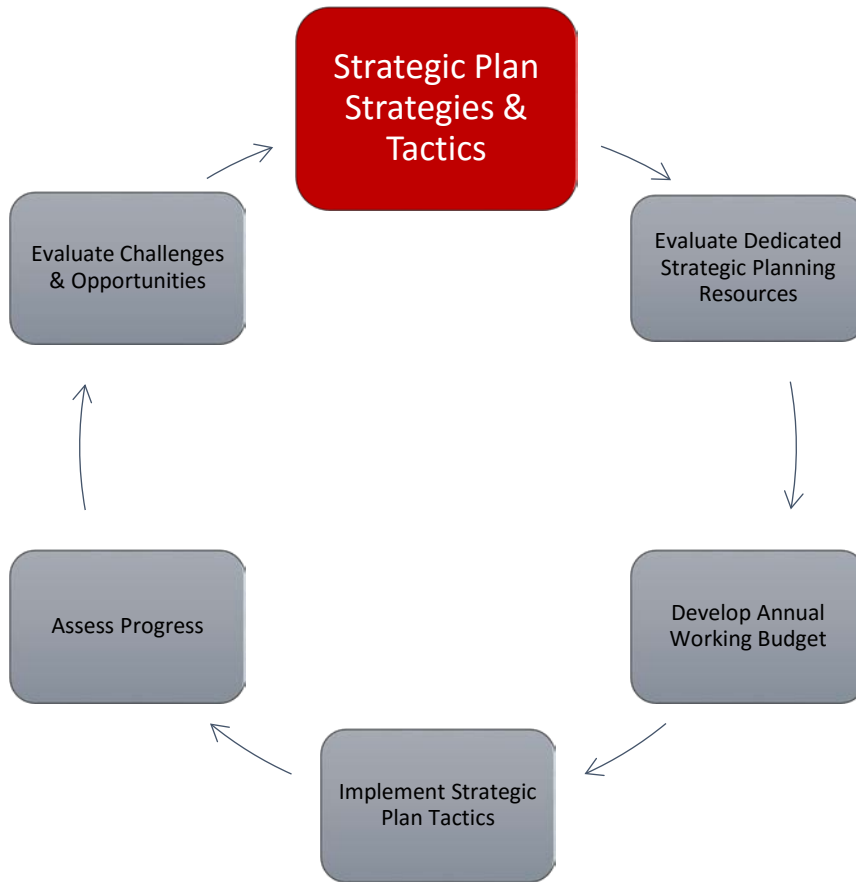 Strategic Plan
Strategies &
Tactics
Evaluate Dedicated
Strategic Planning
Resources
Develop Annual
Working Budget
Implement Strategic
Plan Tactics
Assess Progress
Evaluate Challenges
& Opportunities